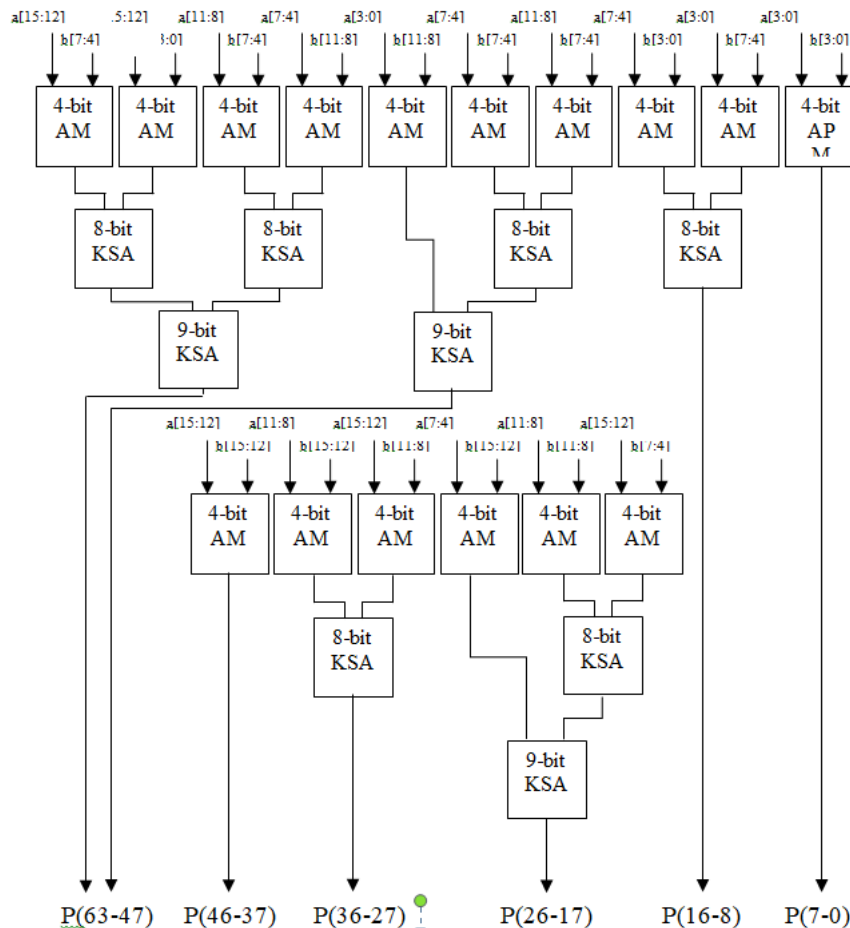 a[15:12] .5:12] a[11:8] a[7:4] a[3:0] a[7:4] a[11:8] a[7:4] a[3:0] a[3:0]
b[7:4] 3:0] b[7:4] b[11:8] b[11:8] b[7:4] b[7:4] b[3:0] b[7:4] b[3:0]
4-bit 4-bit 4-bit 4-bit 4-bit 4-bit 4-bit 4-bit 4-bit 4-bit
AM AM AM AM AM AM AM AM AM AP
M
8-bit 8-bit 8-bit 8-bit
KSA KSA KSA KSA
9-bit 9-bit
KSA KSA
a[15:12] a[11:8] a[15:12] a[7:4] a[11:8] a[15:12]
b[15:12] b[15:12] b[11:8] b[15:12] b[11:8] b[7:4]
4-bit 4-bit 4-bit 4-bit 4-bit 4-bit
AM AM AM AM AM AM
8-bit 8-bit
KSA KSA
9-bit
KSA
P(63-47) P(46-37) P(36-27) P(26-17) P(16-8) P(7-0)